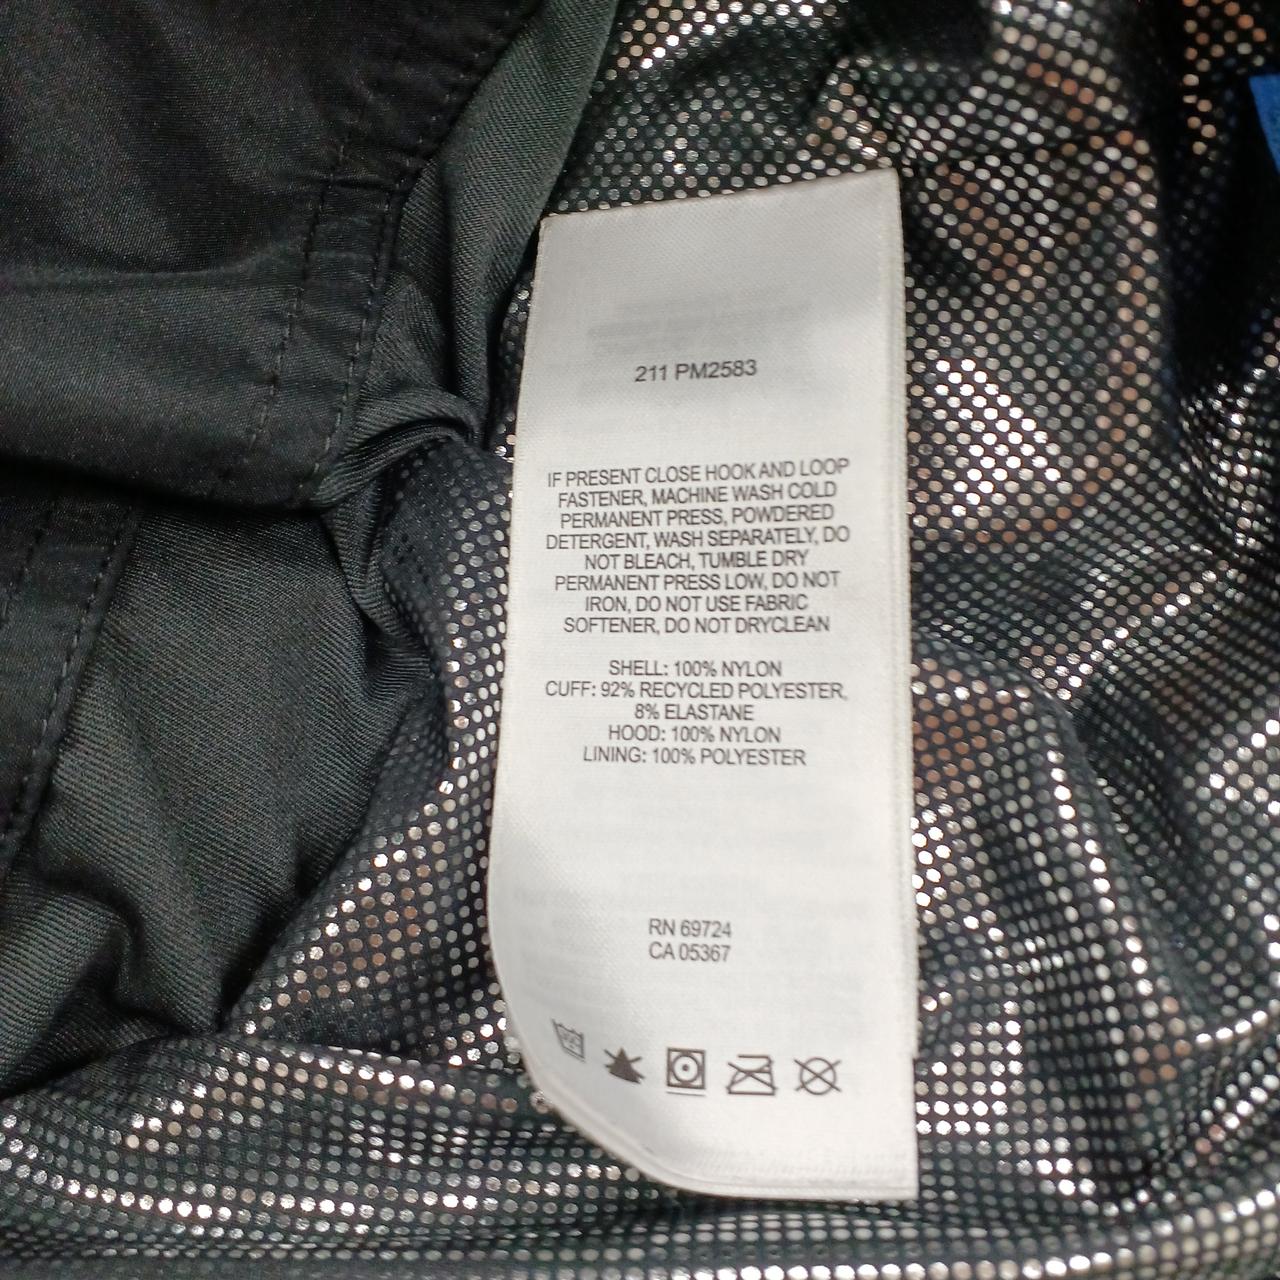 211 PM2583
IF PRESENT CLOSE HOOK AND LOOP
FASTENER, MACHINE WASH COLD
PERMANENT PRESS, POWDERED
DETERGENT, WASH SEPARATELY, DO
NOT BLEACH, TUMBLE DRY
PERMANENT PRESS LOW, DO NOT
IRON, DO NOT USE FABRIC
SOFTENER, DO NOT DRYCLEAN
SHELL: 100% NYLON
CUFF: 92% RECYCLED POLYESTER,
8% ELASTANE
HOOD: 100% NYLON
LINING: 100% POLYESTER
RN 69724
CA 05367